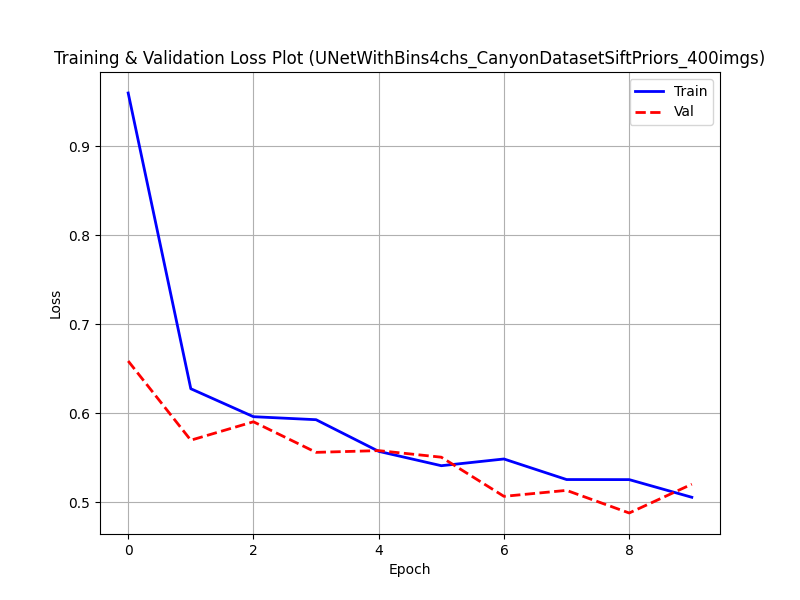 Training & Validation Loss Plot (UNetWithBins4chs_CanyonDatasetSiftPriors_400imgs)
Train
Val
0.9
0.8
0.7
0.6
0.5
Loss
0
2
4
6
8
Epoch